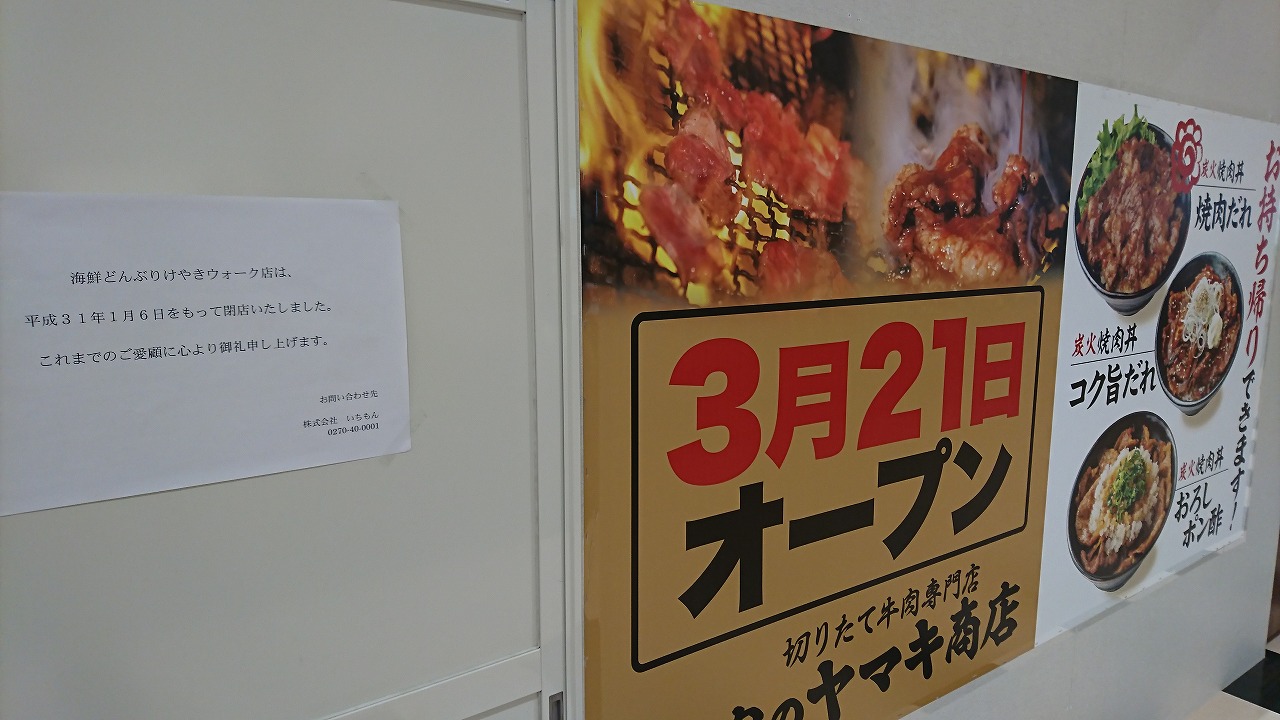 海鮮どんぶりけやきウォーク店は、
平成３１年１月６日をもって閉店いたしました。
これまでのご愛顧に心より御礼申し上げます。
お問い合わせ先
株式会社　いちもん
0270-40-0001
3月21日
オープン
切りたて牛肉専門店
のヤマキ商店
炭火焼肉丼
焼肉だれ
炭火焼肉丼
コク旨だれ
炭火焼肉丼
おろし
ポン酢
お持ち帰りできます！